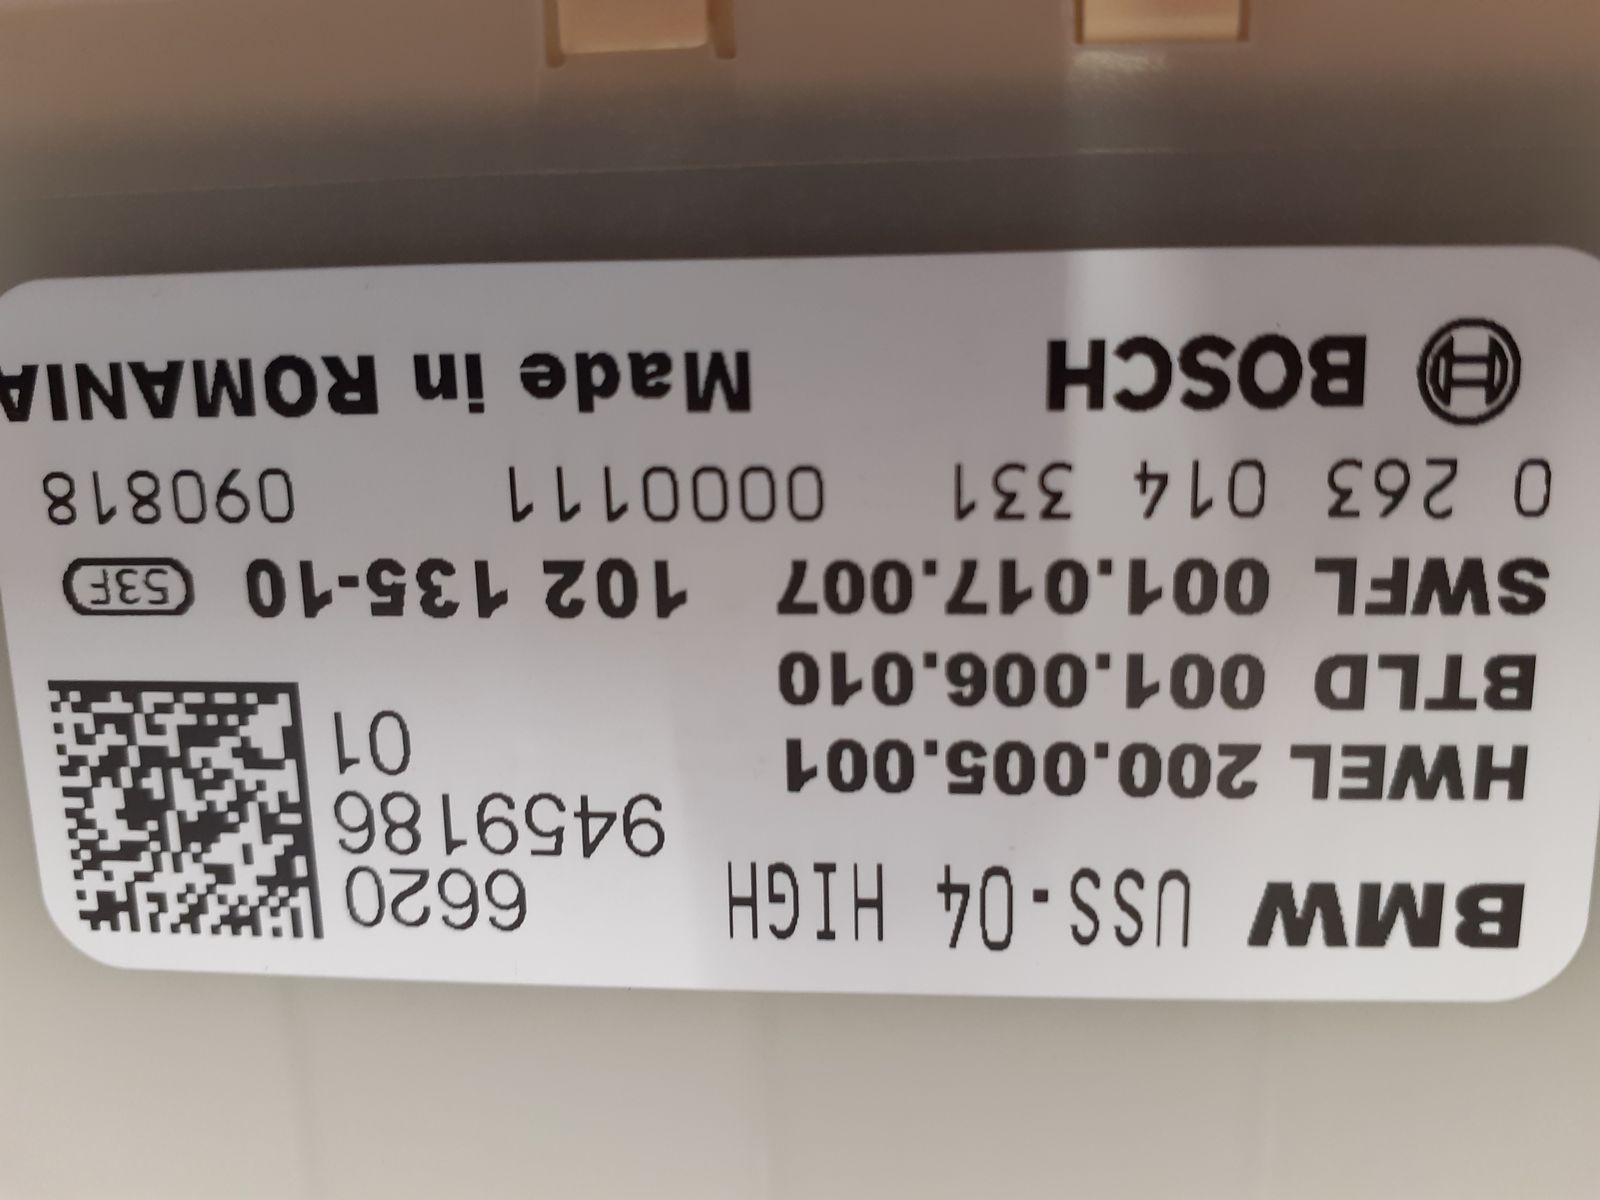 BMW USS-04 HIGH 6620
9459186
HWEL 200.005.001 01
BTLD 001.006.010
SWFL 001.017.007 102 135-10 53F
0 263 014 331 0000111 090818
BOSCH Made in ROMANIA